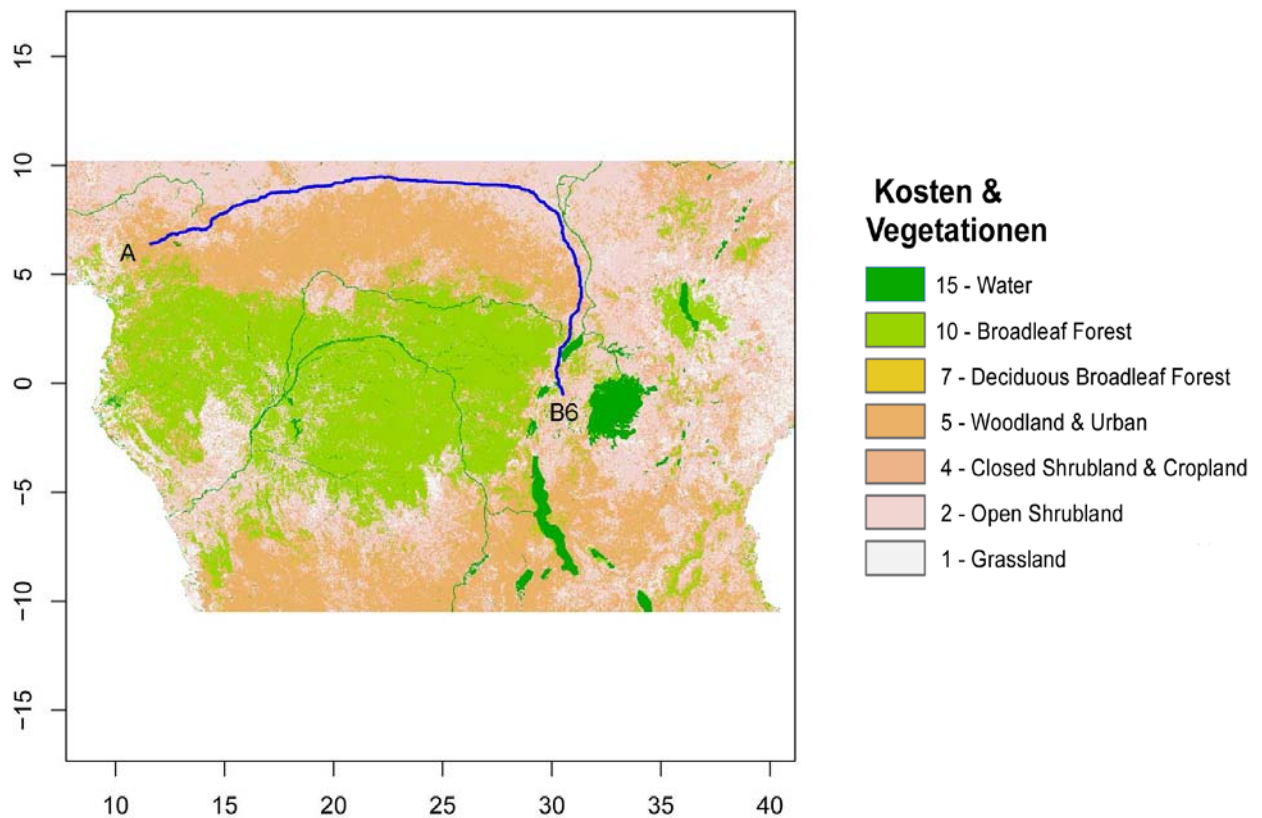 15
10
5
0
−5
−10
−15
10 15 20 25 30 35 40
A
B6
Kosten &
Vegetationen
15 - Water
10 - Broadleaf Forest
7 - Deciduous Broadleaf Forest
5 - Woodland & Urban
4 - Closed Shrubland & Cropland
2 - Open Shrubland
1 - Grassland